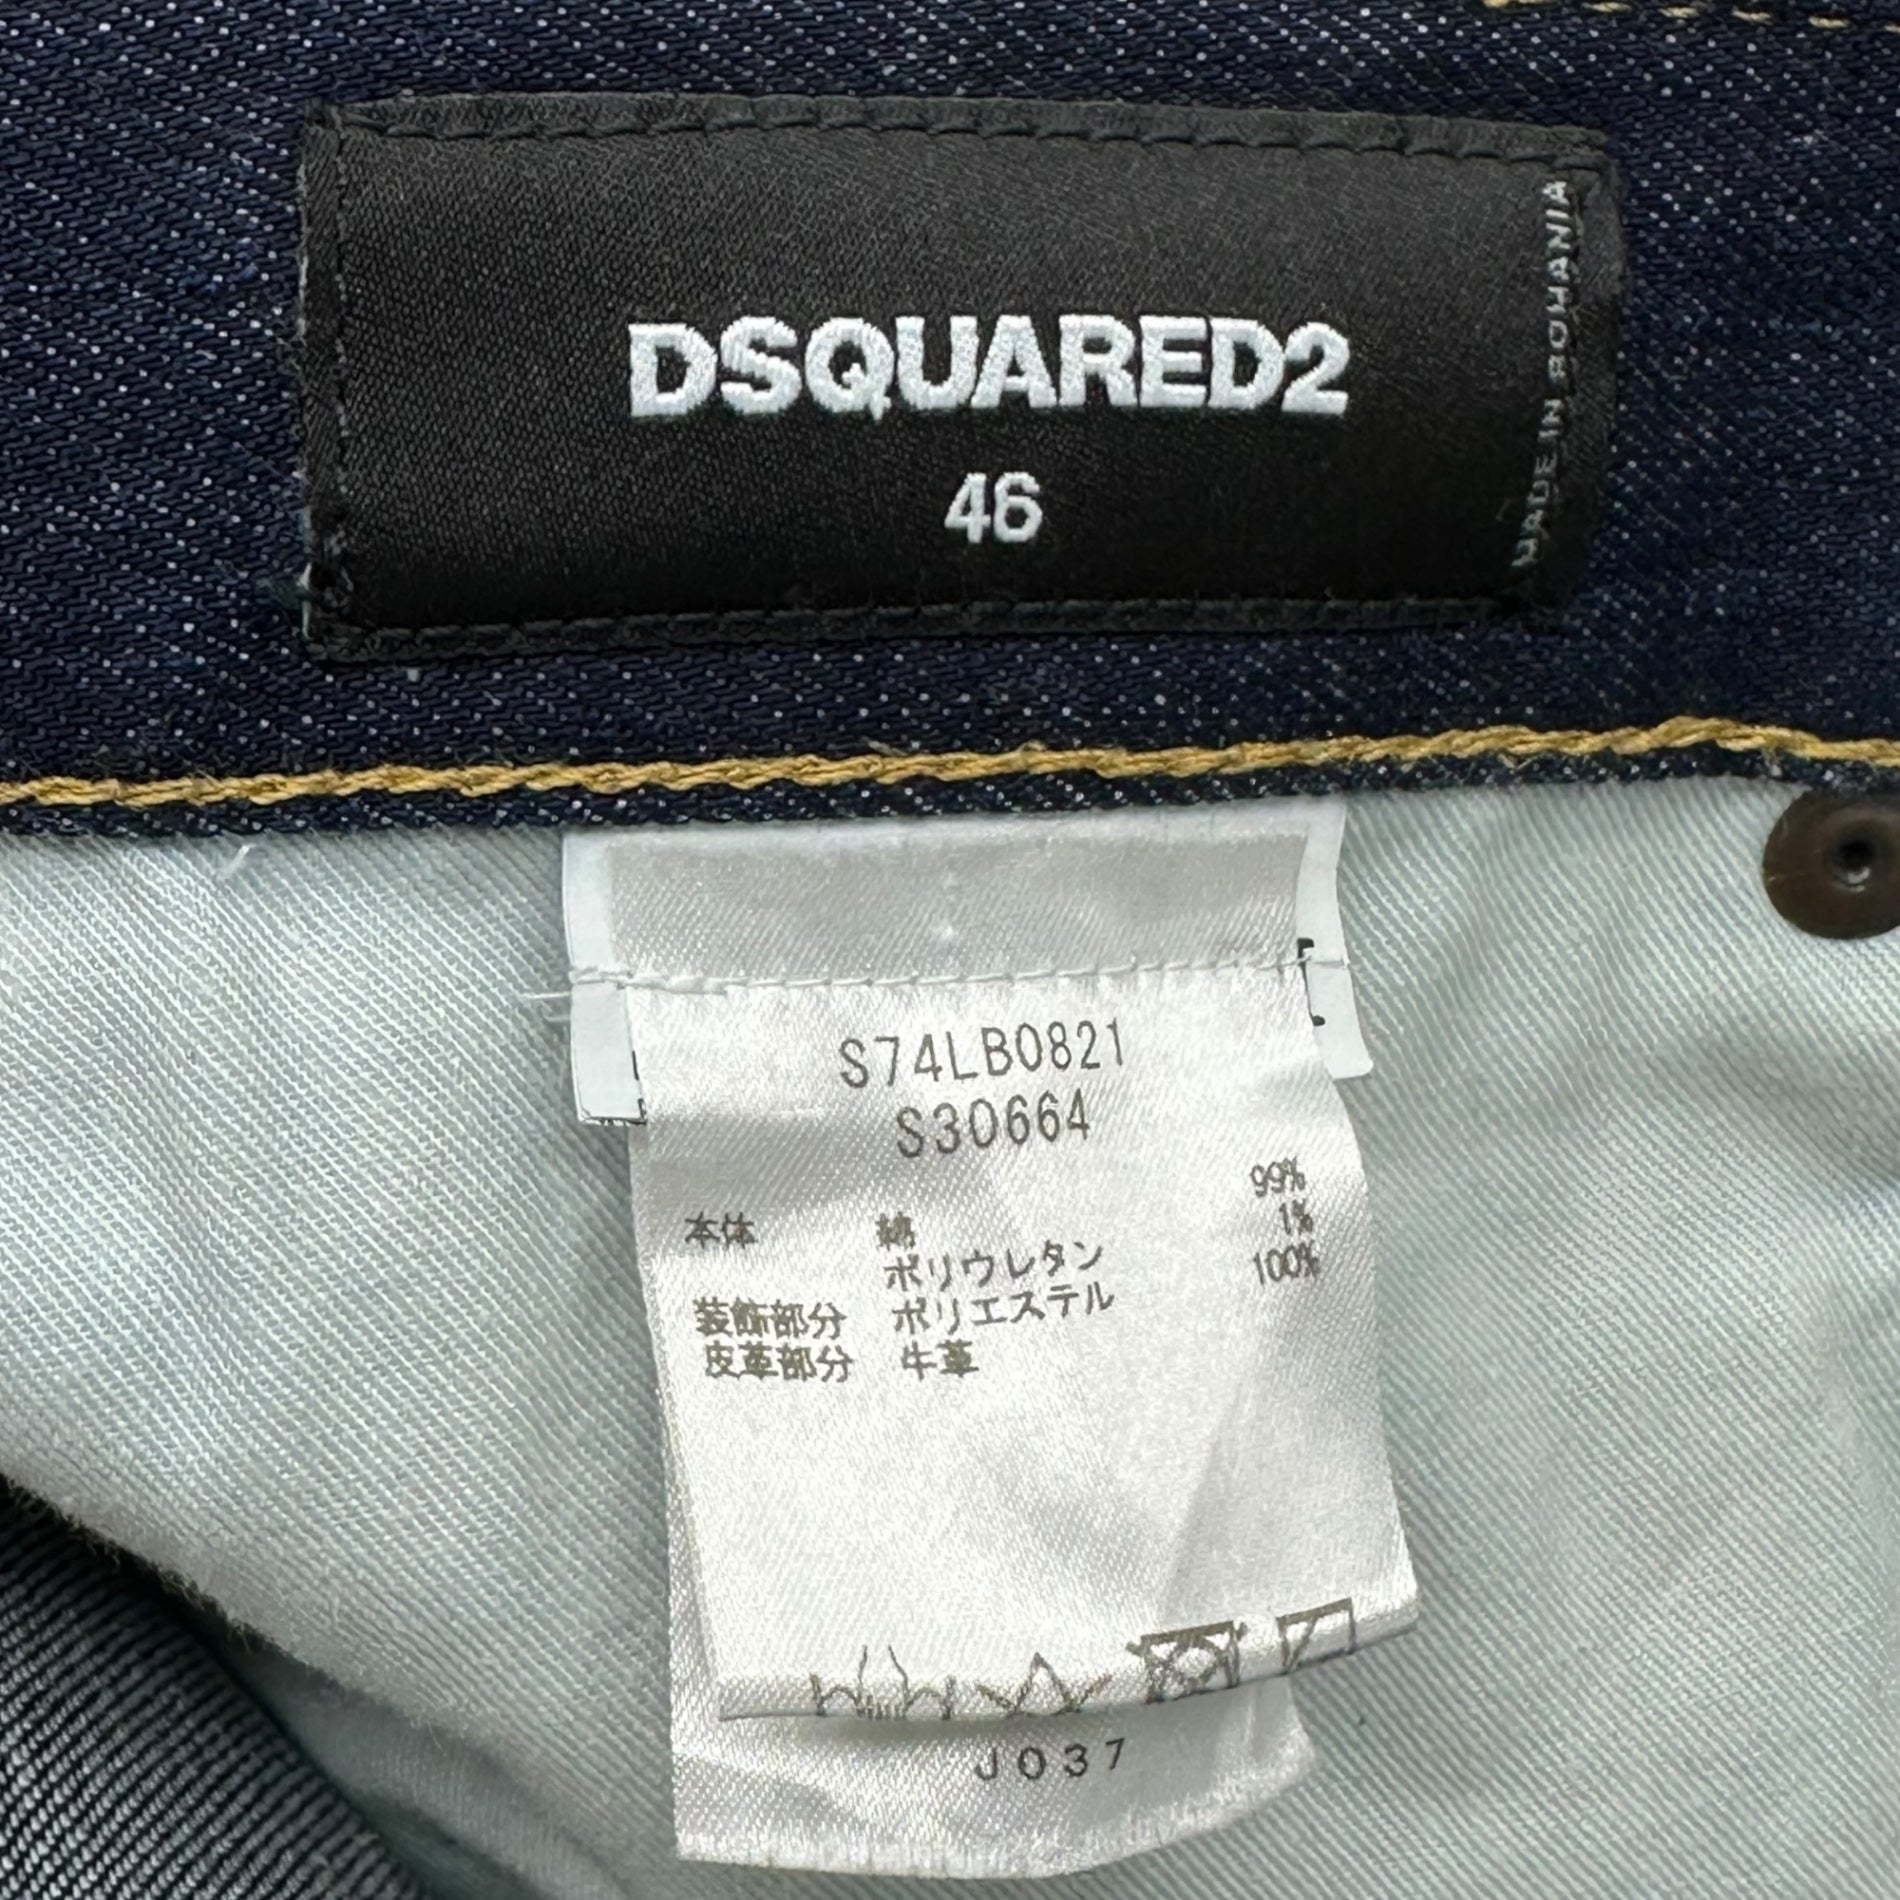 DSQUARED2
46
MADE IN ROMANIA
S74LB0821
S30664
99%
本体 綿 1%
ポリウレタン 100%
装飾部分 ポリエステル
皮革部分 牛革
J037